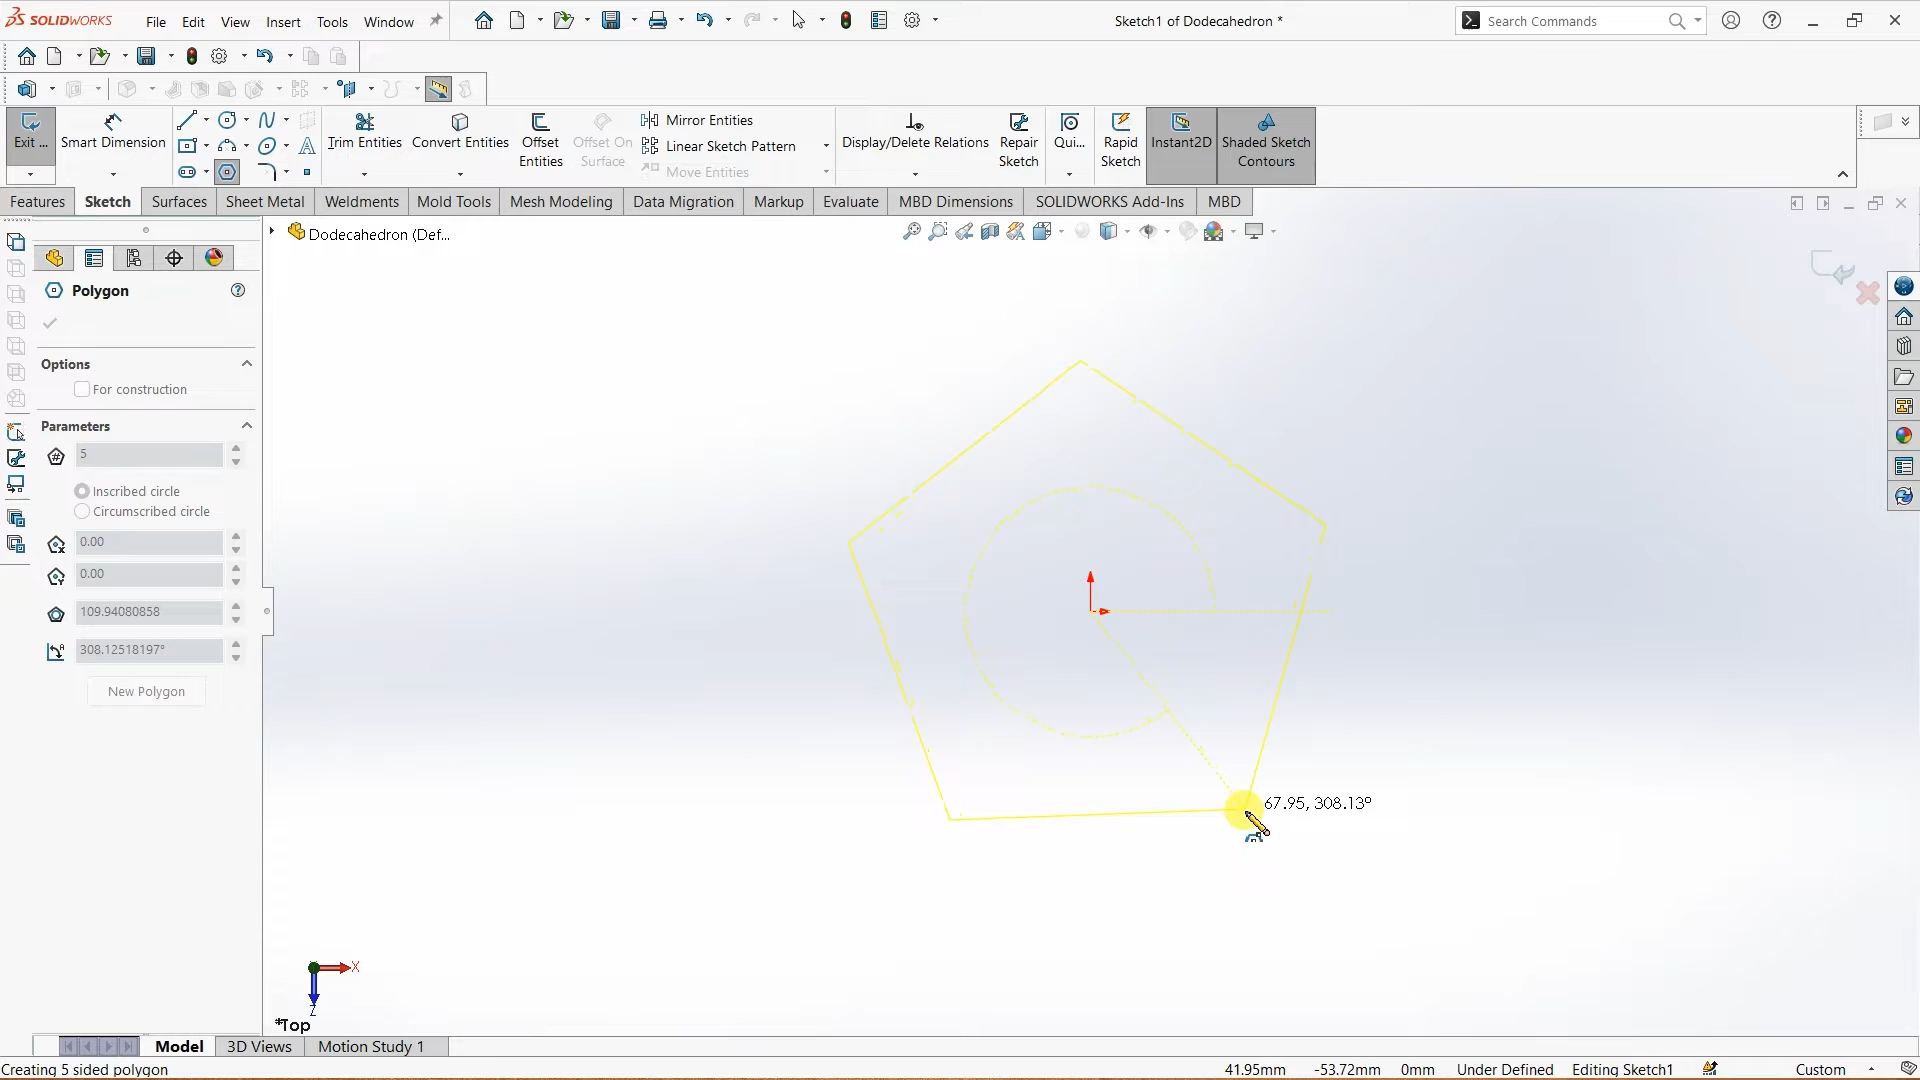 SOLIDWORKS File Edit View Insert Tools Window Sketch1 of Dodecahedron * Search Commands
Exit ... Smart Dimension Trim Entities Convert Entities Offset Entities Offset On Surface Mirror Entities Linear Sketch Pattern Move Entities Display/Delete Relations Repair Sketch Qui... Rapid Sketch Instant2D Shaded Sketch Contours
Features Sketch Surfaces Sheet Metal Weldments Mold Tools Mesh Modeling Data Migration Markup Evaluate MBD Dimensions SOLIDWORKS Add-Ins MBD
Dodecahedron (Def...
Polygon
Options
For construction
Parameters
5
Inscribed circle
Circumscribed circle
0.00
0.00
109.94080858
308.12518197°
New Polygon
67.95, 308.13°
X
Z
*Top
Model 3D Views Motion Study 1
Creating 5 sided polygon 41.95mm -53.72mm 0mm Under Defined Editing Sketch1 Custom